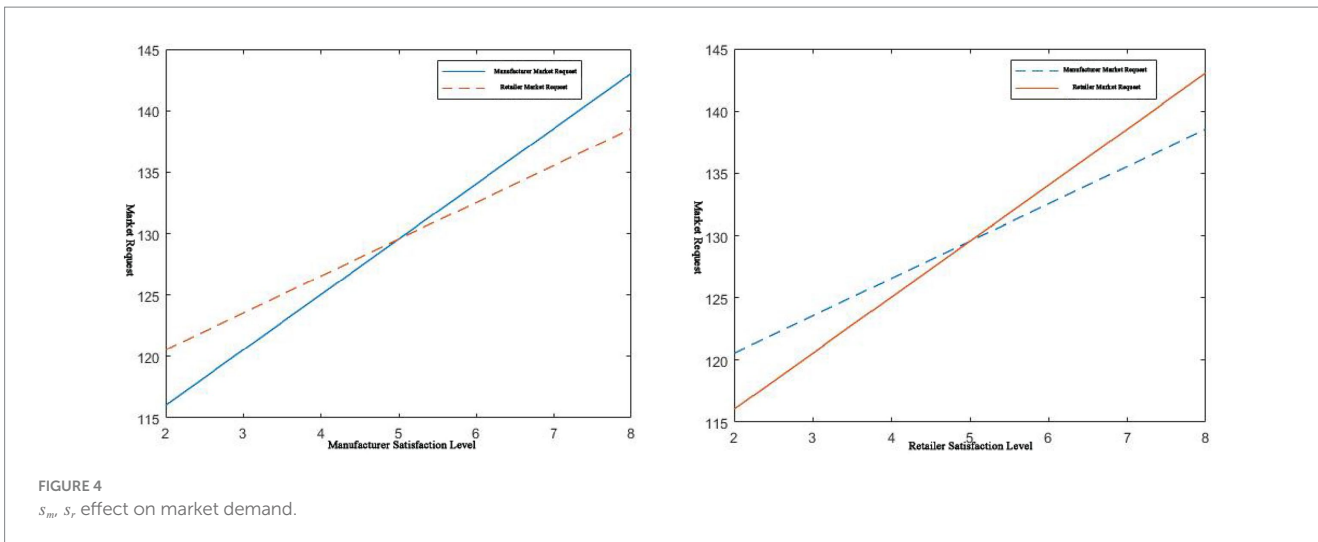 145
140
135
130
125
120
115
Market Request
Manufacturer Market Request
Retailer Market Request
2 3 4 5 6 7 8
Manufacturer Satisfaction Level
145
140
135
130
125
120
115
Market Request
Manufacturer Market Request
Retailer Market Request
2 3 4 5 6 7 8
Retailer Satisfaction Level
FIGURE 4
sₘ, sᵣ effect on market demand.